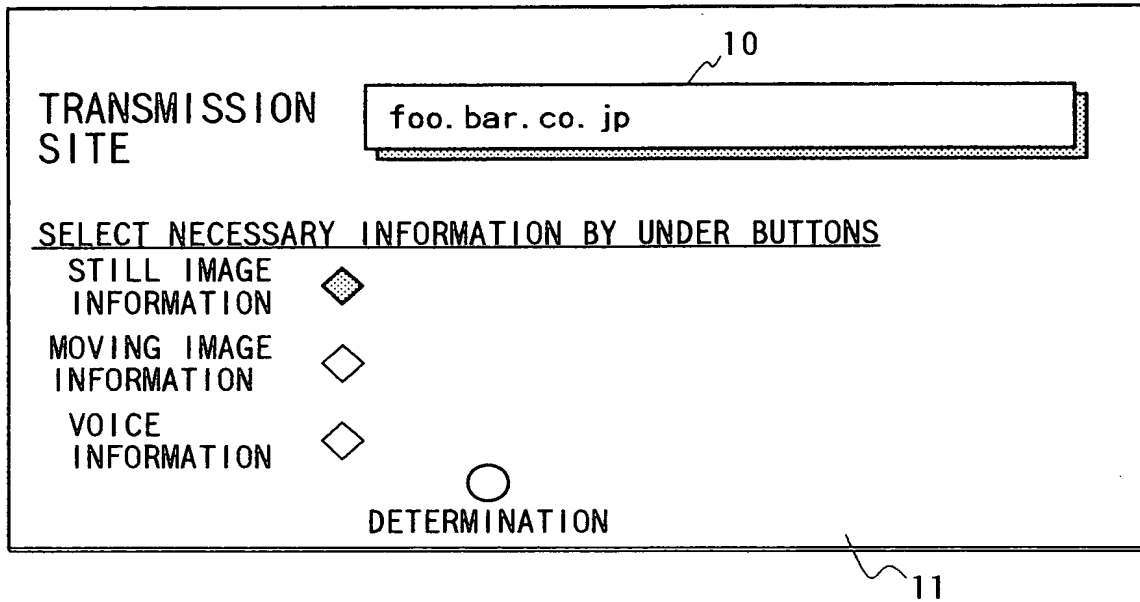 10
TRANSMISSION
SITE
foo.bar.co.jp
SELECT NECESSARY INFORMATION BY UNDER BUTTONS
STILL IMAGE
INFORMATION
MOVING IMAGE
INFORMATION
VOICE
INFORMATION
DETERMINATION
11